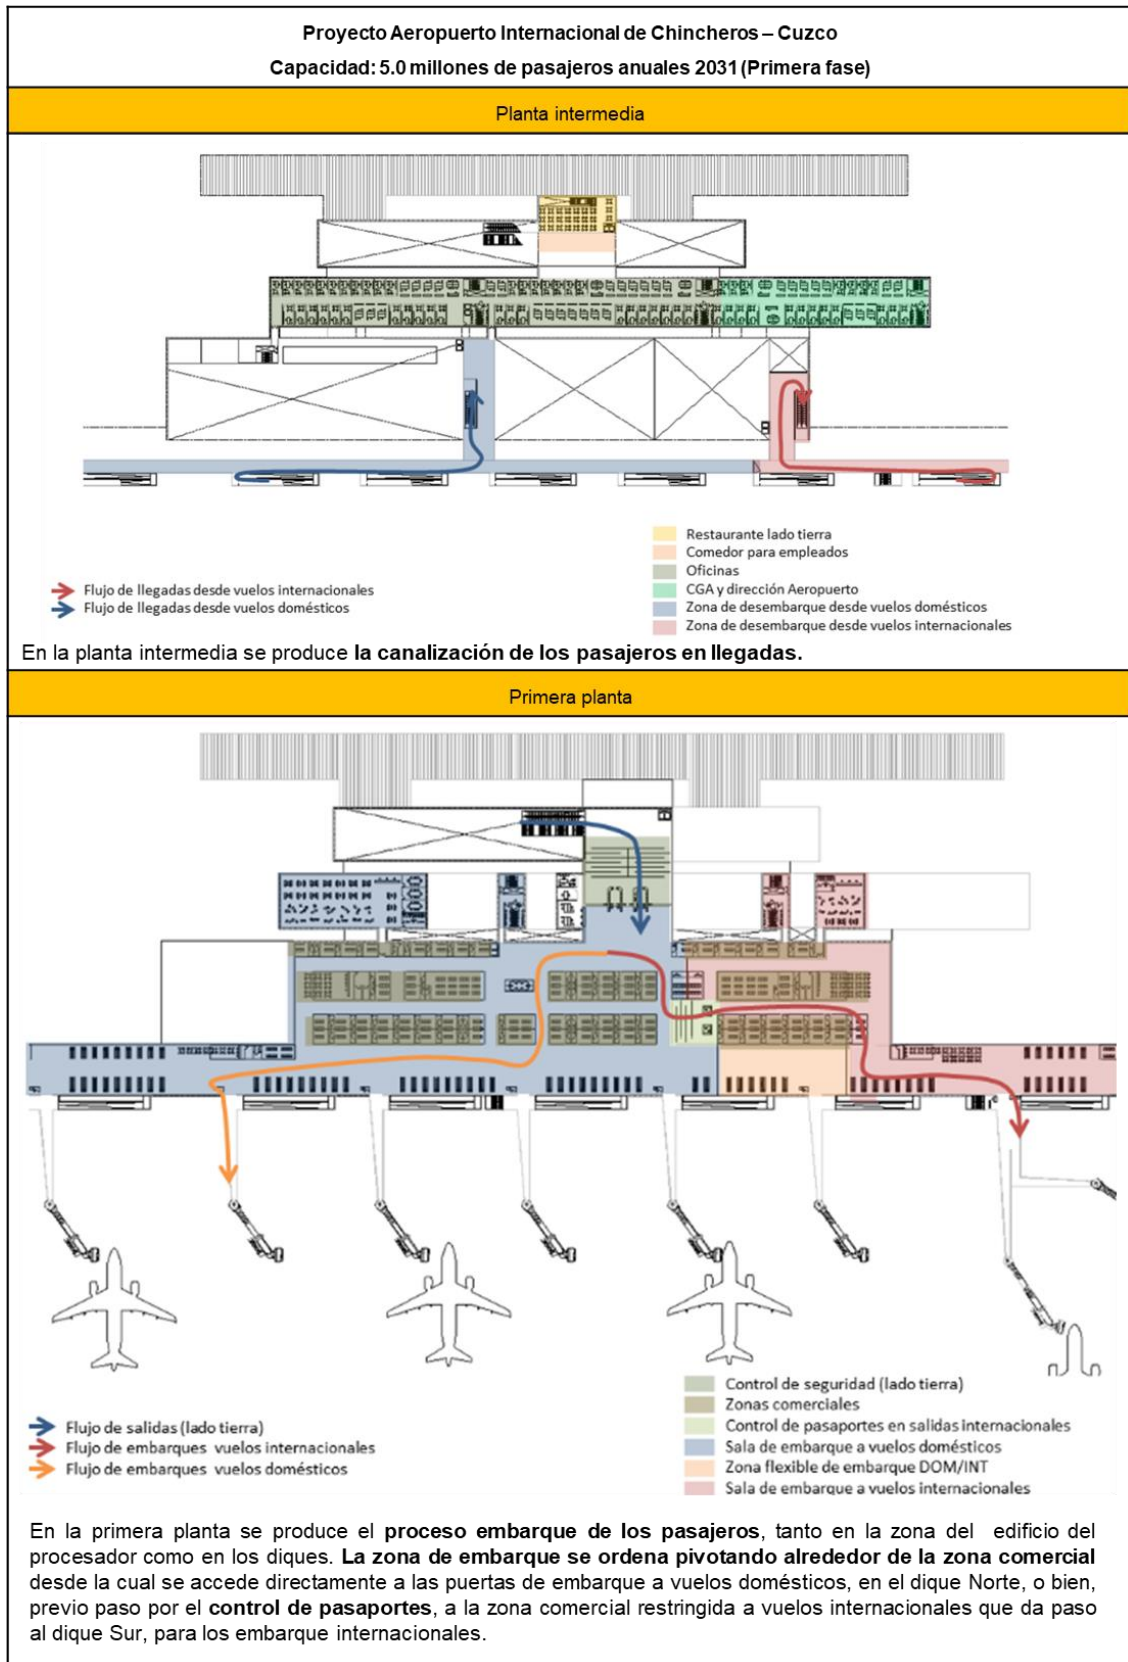 Proyecto Aeropuerto Internacional de Chincheros – Cuzco
Capacidad: 5.0 millones de pasajeros anuales 2031 (Primera fase)
Planta intermedia
Restaurante lado tierra
Comedor para empleados
Oficinas
CGA y dirección Aeropuerto
Zona de desembarque desde vuelos domésticos
Zona de desembarque desde vuelos internacionales
Flujo de llegadas desde vuelos internacionales
Flujo de llegadas desde vuelos domésticos
En la planta intermedia se produce la canalización de los pasajeros en llegadas.
Primera planta
Control de seguridad (lado tierra)
Zonas comerciales
Control de pasaportes en salidas internacionales
Sala de embarque a vuelos domésticos
Zona flexible de embarque DOM/INT
Sala de embarque a vuelos internacionales
Flujo de salidas (lado tierra)
Flujo de embarques vuelos internacionales
Flujo de embarques vuelos domésticos
En la primera planta se produce el proceso embarque de los pasajeros, tanto en la zona del edificio del
procesador como en los diques. La zona de embarque se ordena pivotando alrededor de la zona comercial
desde la cual se accede directamente a las puertas de embarque a vuelos domésticos, en el dique Norte, o bien,
previo paso por el control de pasaportes, a la zona comercial restringida a vuelos internacionales que da paso
al dique Sur, para los embarque internacionales.